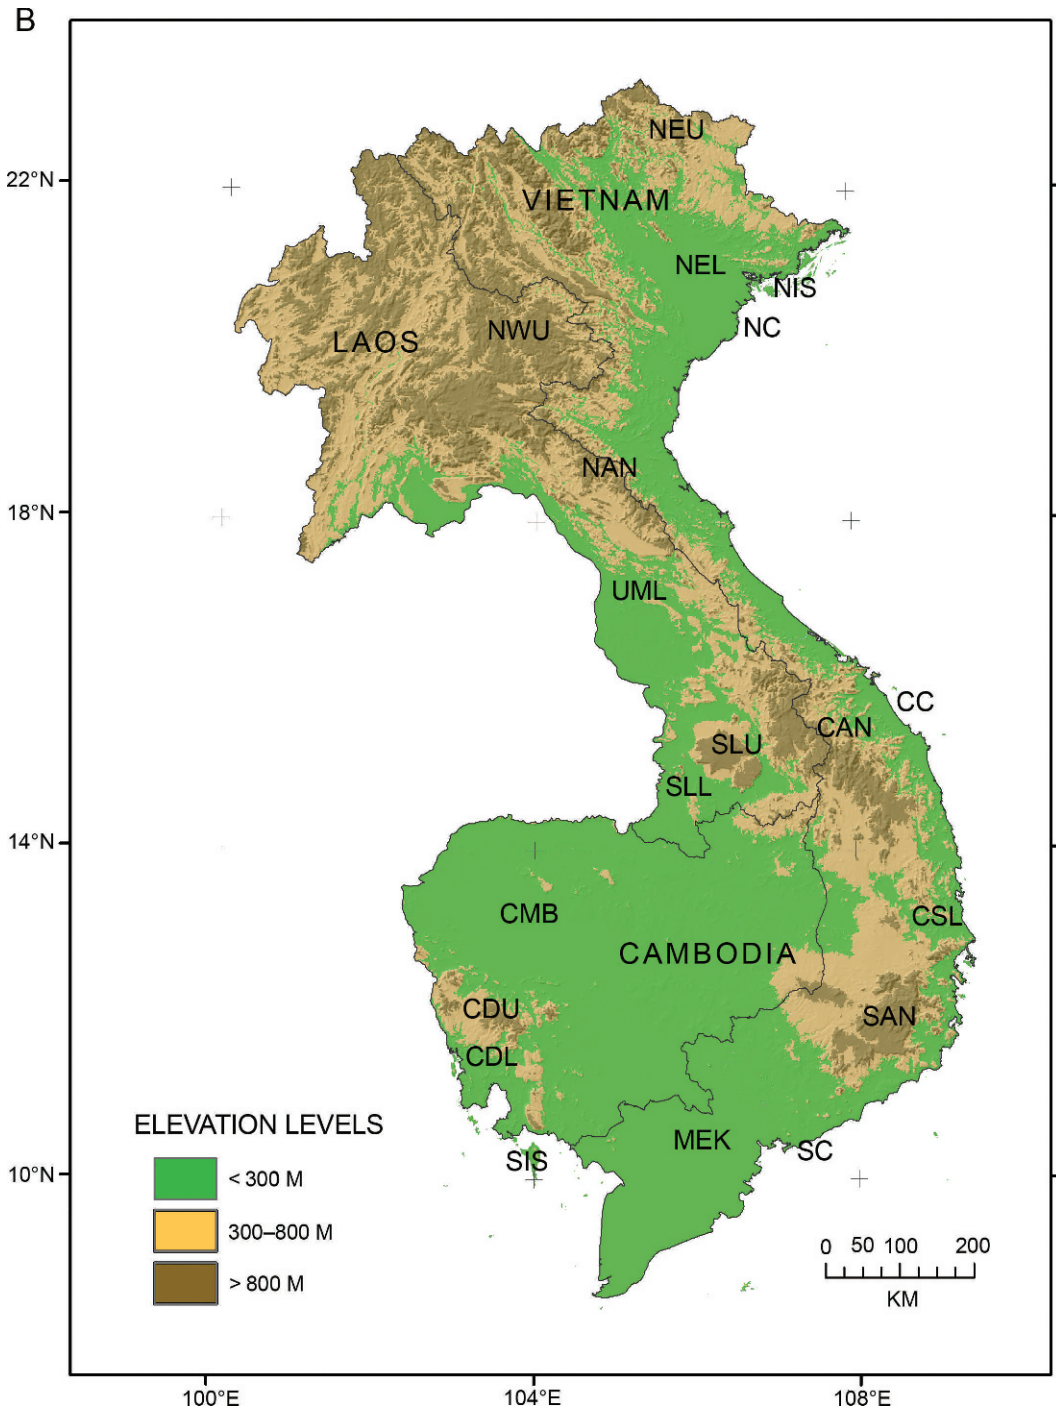 B
NEU
22°N
VIETNAM
NEL
NIS
NC
LAOS
NWU
NAN
18°N
UML
CC
CAN
SLU
SLL
14°N
CMB
CSL
CAMBODIA
CDU
SAN
CDL
ELEVATION LEVELS
MEK
SC
SIS
10°N
< 300 M
300–800 M
0 50 100 200
> 800 M
KM
100°E 104°E 108°E